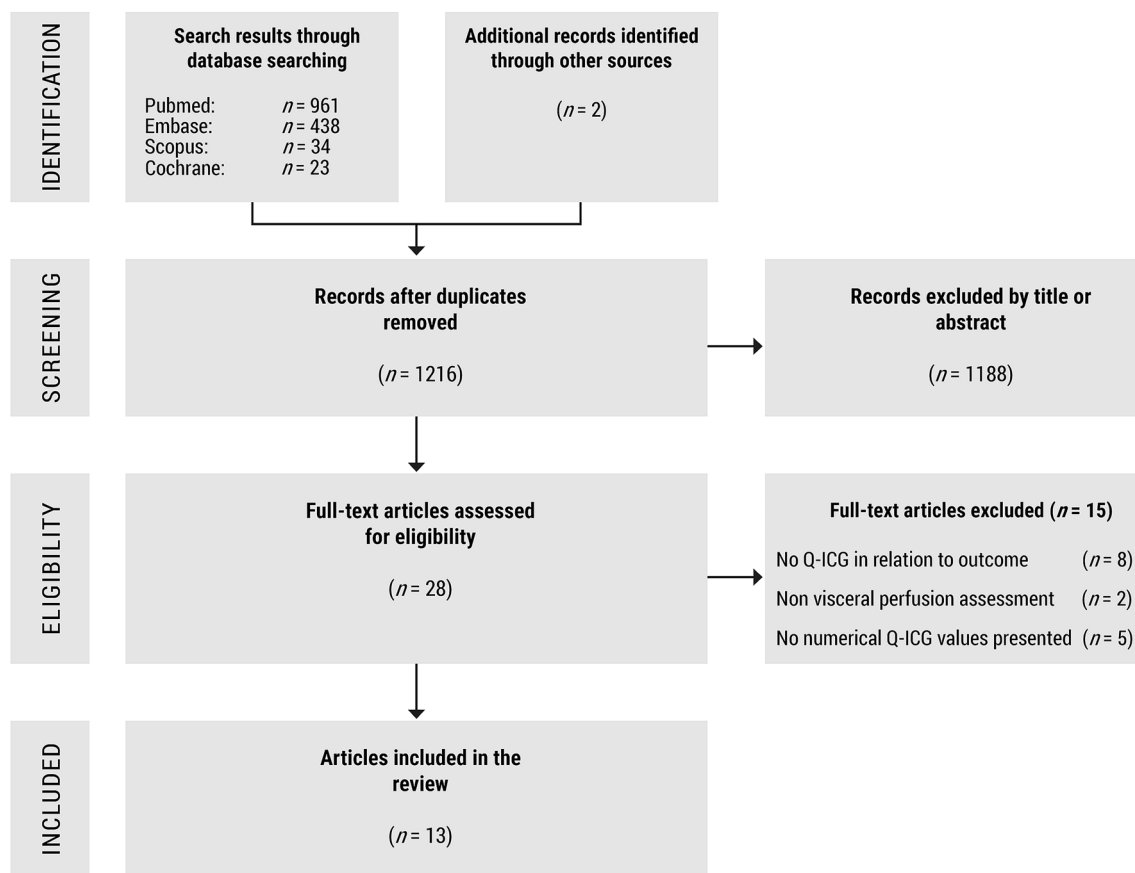 IDENTIFICATION
Search results through
database searching
Pubmed: n = 961
Embase: n = 438
Scopus: n = 34
Cochrane: n = 23
Additional records identified
through other sources
(n = 2)
SCREENING
Records after duplicates
removed
(n = 1216)
Records excluded by title or
abstract
(n = 1188)
ELIGIBILITY
Full-text articles assessed
for eligibility
(n = 28)
Full-text articles excluded (n = 15)
No Q-ICG in relation to outcome (n = 8)
Non visceral perfusion assessment (n = 2)
No numerical Q-ICG values presented (n = 5)
INCLUDED
Articles included in the
review
(n = 13)